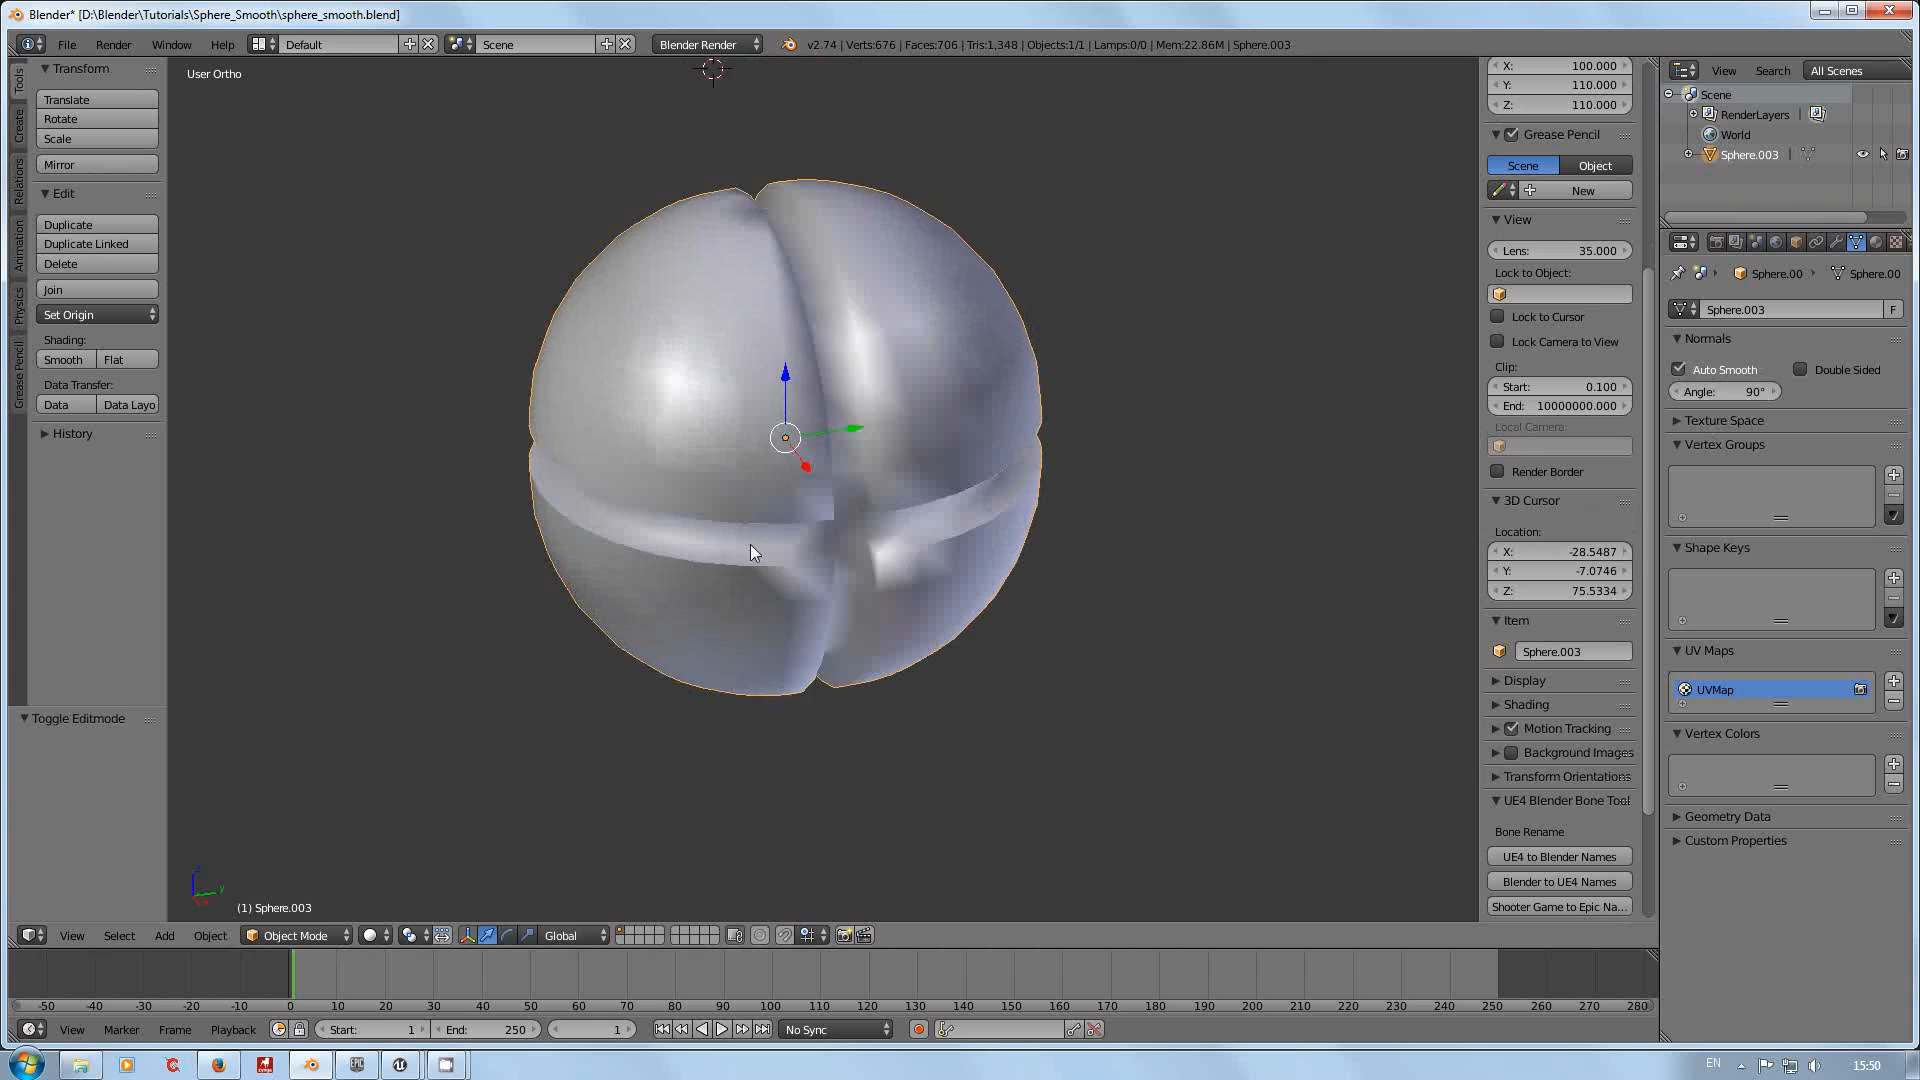 Blender* [D:\Blender\Tutorials\Sphere_Smooth\sphere_smooth.blend]
File Render Window Help Default Scene Blender Render v2.74 | Verts:676 | Faces:706 | Tris:1,348 | Objects:1/1 | Lamps:0/0 | Mem:22.86M | Sphere.003
Tools
Create
Relations
Animation
Physics
Grease Pencil
Transform
Translate
Rotate
Scale
Mirror
Edit
Duplicate
Duplicate Linked
Delete
Join
Set Origin
Shading:
Smooth Flat
Data Transfer:
Data Data Layo
History
Toggle Editmode
User Ortho
z
y
(1) Sphere.003
X: 100.000
Y: 110.000
Z: 110.000
Grease Pencil
Scene Object
New
View
Lens: 35.000
Lock to Object:
Lock to Cursor
Lock Camera to View
Clip:
Start: 0.100
End: 10000000.000
Local Camera:
Render Border
3D Cursor
Location:
X: -28.5487
Y: -7.0746
Z: 75.5334
Item
Sphere.003
Display
Shading
Motion Tracking
Background Images
Transform Orientations
UE4 Blender Bone Tool
Bone Rename
UE4 to Blender Names
Blender to UE4 Names
Shooter Game to Epic Na...
View Search All Scenes
Scene
RenderLayers
World
Sphere.003
Sphere.00 Sphere.00
Sphere.003 F
Normals
Auto Smooth Double Sided
Angle: 90°
Texture Space
Vertex Groups
Shape Keys
UV Maps
UVMap
Vertex Colors
Geometry Data
Custom Properties
View Select Add Object Object Mode Global
-50 -40 -30 -20 -10 0 10 20 30 40 50 60 70 80 90 100 110 120 130 140 150 160 170 180 190 200 210 220 230 240 250 260 270 280
View Marker Frame Playback Start: 1 End: 250 1 No Sync
EPIC
EN 15:50